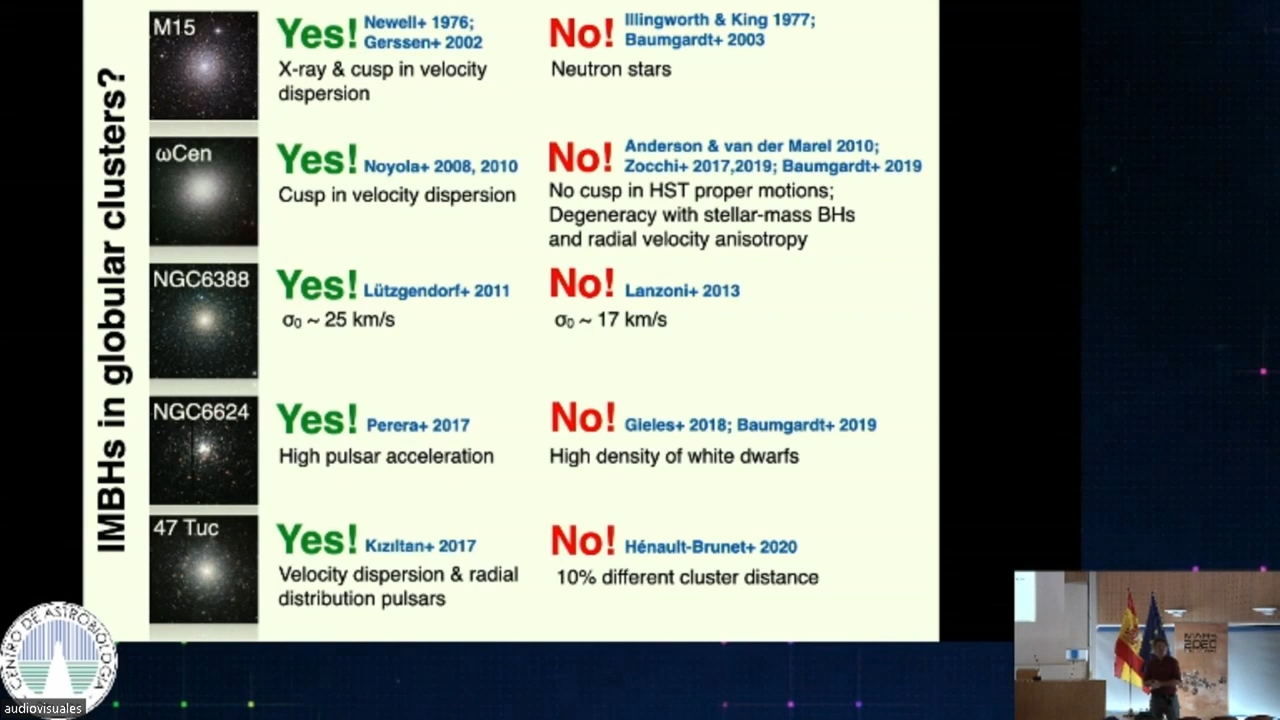 IMBHs in globular clusters?
M15
Yes! Newell+ 1976;
Gerssen+ 2002
X-ray & cusp in velocity
dispersion
No! Illingworth & King 1977;
Baumgardt+ 2003
Neutron stars
ωCen
Yes! Noyola+ 2008, 2010
Cusp in velocity dispersion
No! Anderson & van der Marel 2010;
Zocchi+ 2017,2019; Baumgardt+ 2019
No cusp in HST proper motions;
Degeneracy with stellar-mass BHs
and radial velocity anisotropy
NGC6388
Yes! Lützgendorf+ 2011
σ₀ ~ 25 km/s
No! Lanzoni+ 2013
σ₀ ~ 17 km/s
NGC6624
Yes! Perera+ 2017
High pulsar acceleration
No! Gieles+ 2018; Baumgardt+ 2019
High density of white dwarfs
47 Tuc
Yes! Kızıltan+ 2017
Velocity dispersion & radial
distribution pulsars
No! Hénault-Brunet+ 2020
10% different cluster distance
CENTRO DE ASTROBIOLOGÍA
audiovisuales
MARS
2020